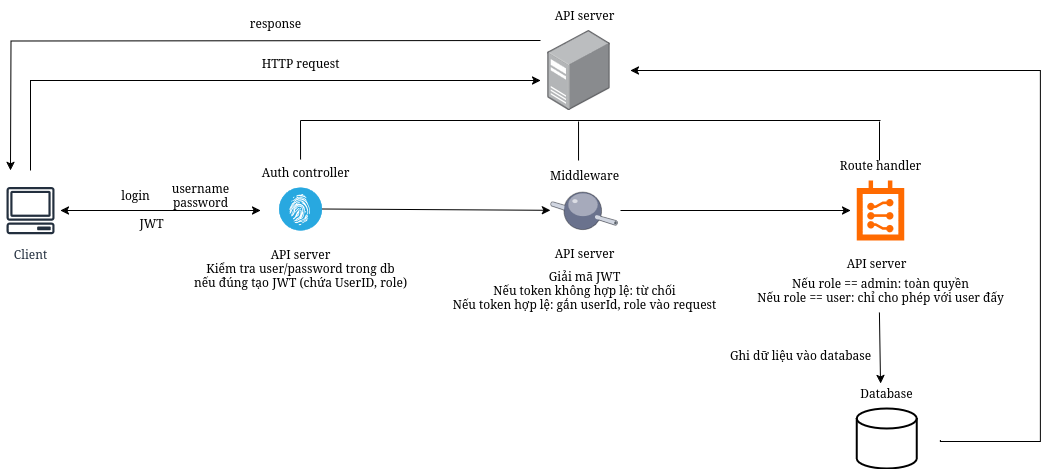 API server
response
HTTP request
Auth controller
Middleware
Route handler
login
username
password
JWT
Client
API server
Kiểm tra user/password trong db
nếu đúng tạo JWT (chứa UserID, role)
API server
Giải mã JWT
Nếu token không hợp lệ: từ chối
Nếu token hợp lệ: gắn userId, role vào request
API server
Nếu role == admin: toàn quyền
Nếu role == user: chỉ cho phép với user đấy
Ghi dữ liệu vào database
Database